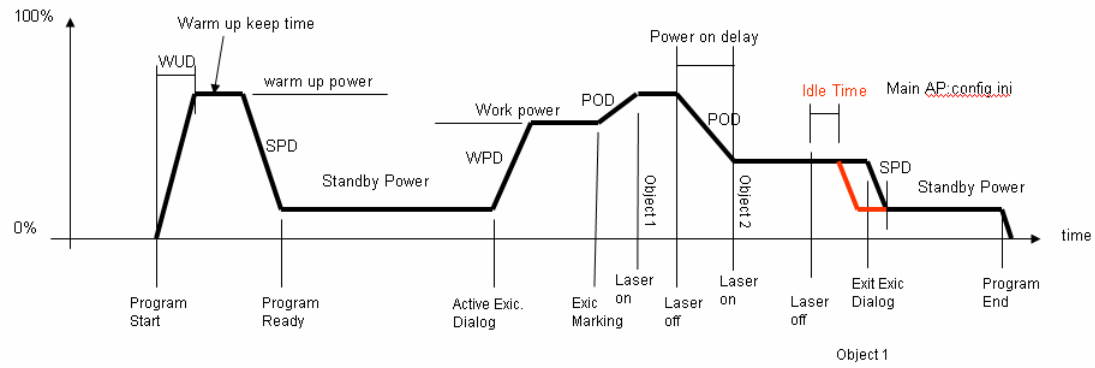 100%
Warm up keep time
WUD
warm up power
SPD
Standby Power
0%
Work power
WPD
POD
Power on delay
POD
Object 1
Object 2
Idle Time
Main AP:config.ini
SPD
Standby Power
time
Program
Start
Program
Ready
Active Exic.
Dialog
Exic
Marking
Laser
on
Laser
off
Laser
on
Laser
off
Exit Exic
Dialog
Program
End
Object 1